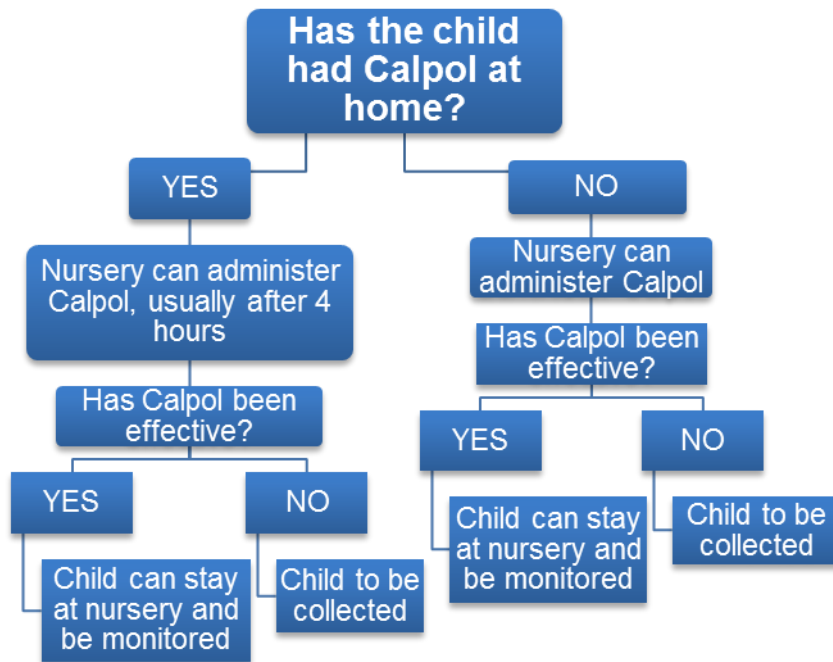 Has the child
had Calpol at
home?
YES
Nursery can administer
Calpol, usually after 4
hours
Has Calpol been
effective?
YES
Child can stay
at nursery and
be monitored
NO
Child to be
collected
NO
Nursery can
administer Calpol
Has Calpol been
effective?
YES
Child can stay
at nursery and
be monitored
NO
Child to be
collected